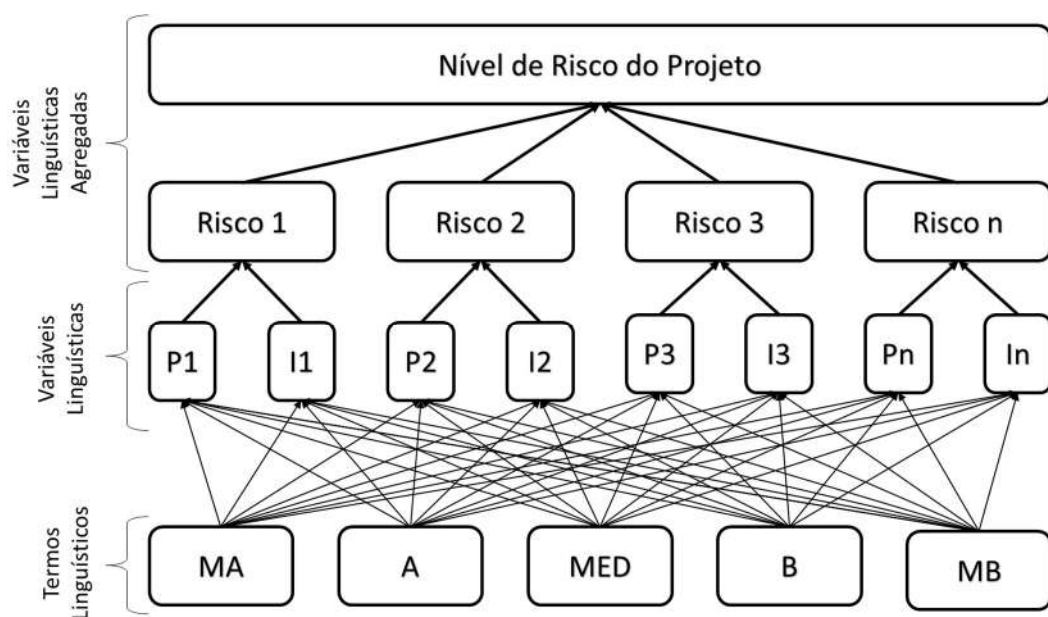 Variáveis
Linguísticas
Agregadas
Nível de Risco do Projeto
Risco 1
Risco 2
Risco 3
Risco n
Variáveis
Linguísticas
P1
I1
P2
I2
P3
I3
Pn
In
Termos
Linguísticos
MA
A
MED
B
MB